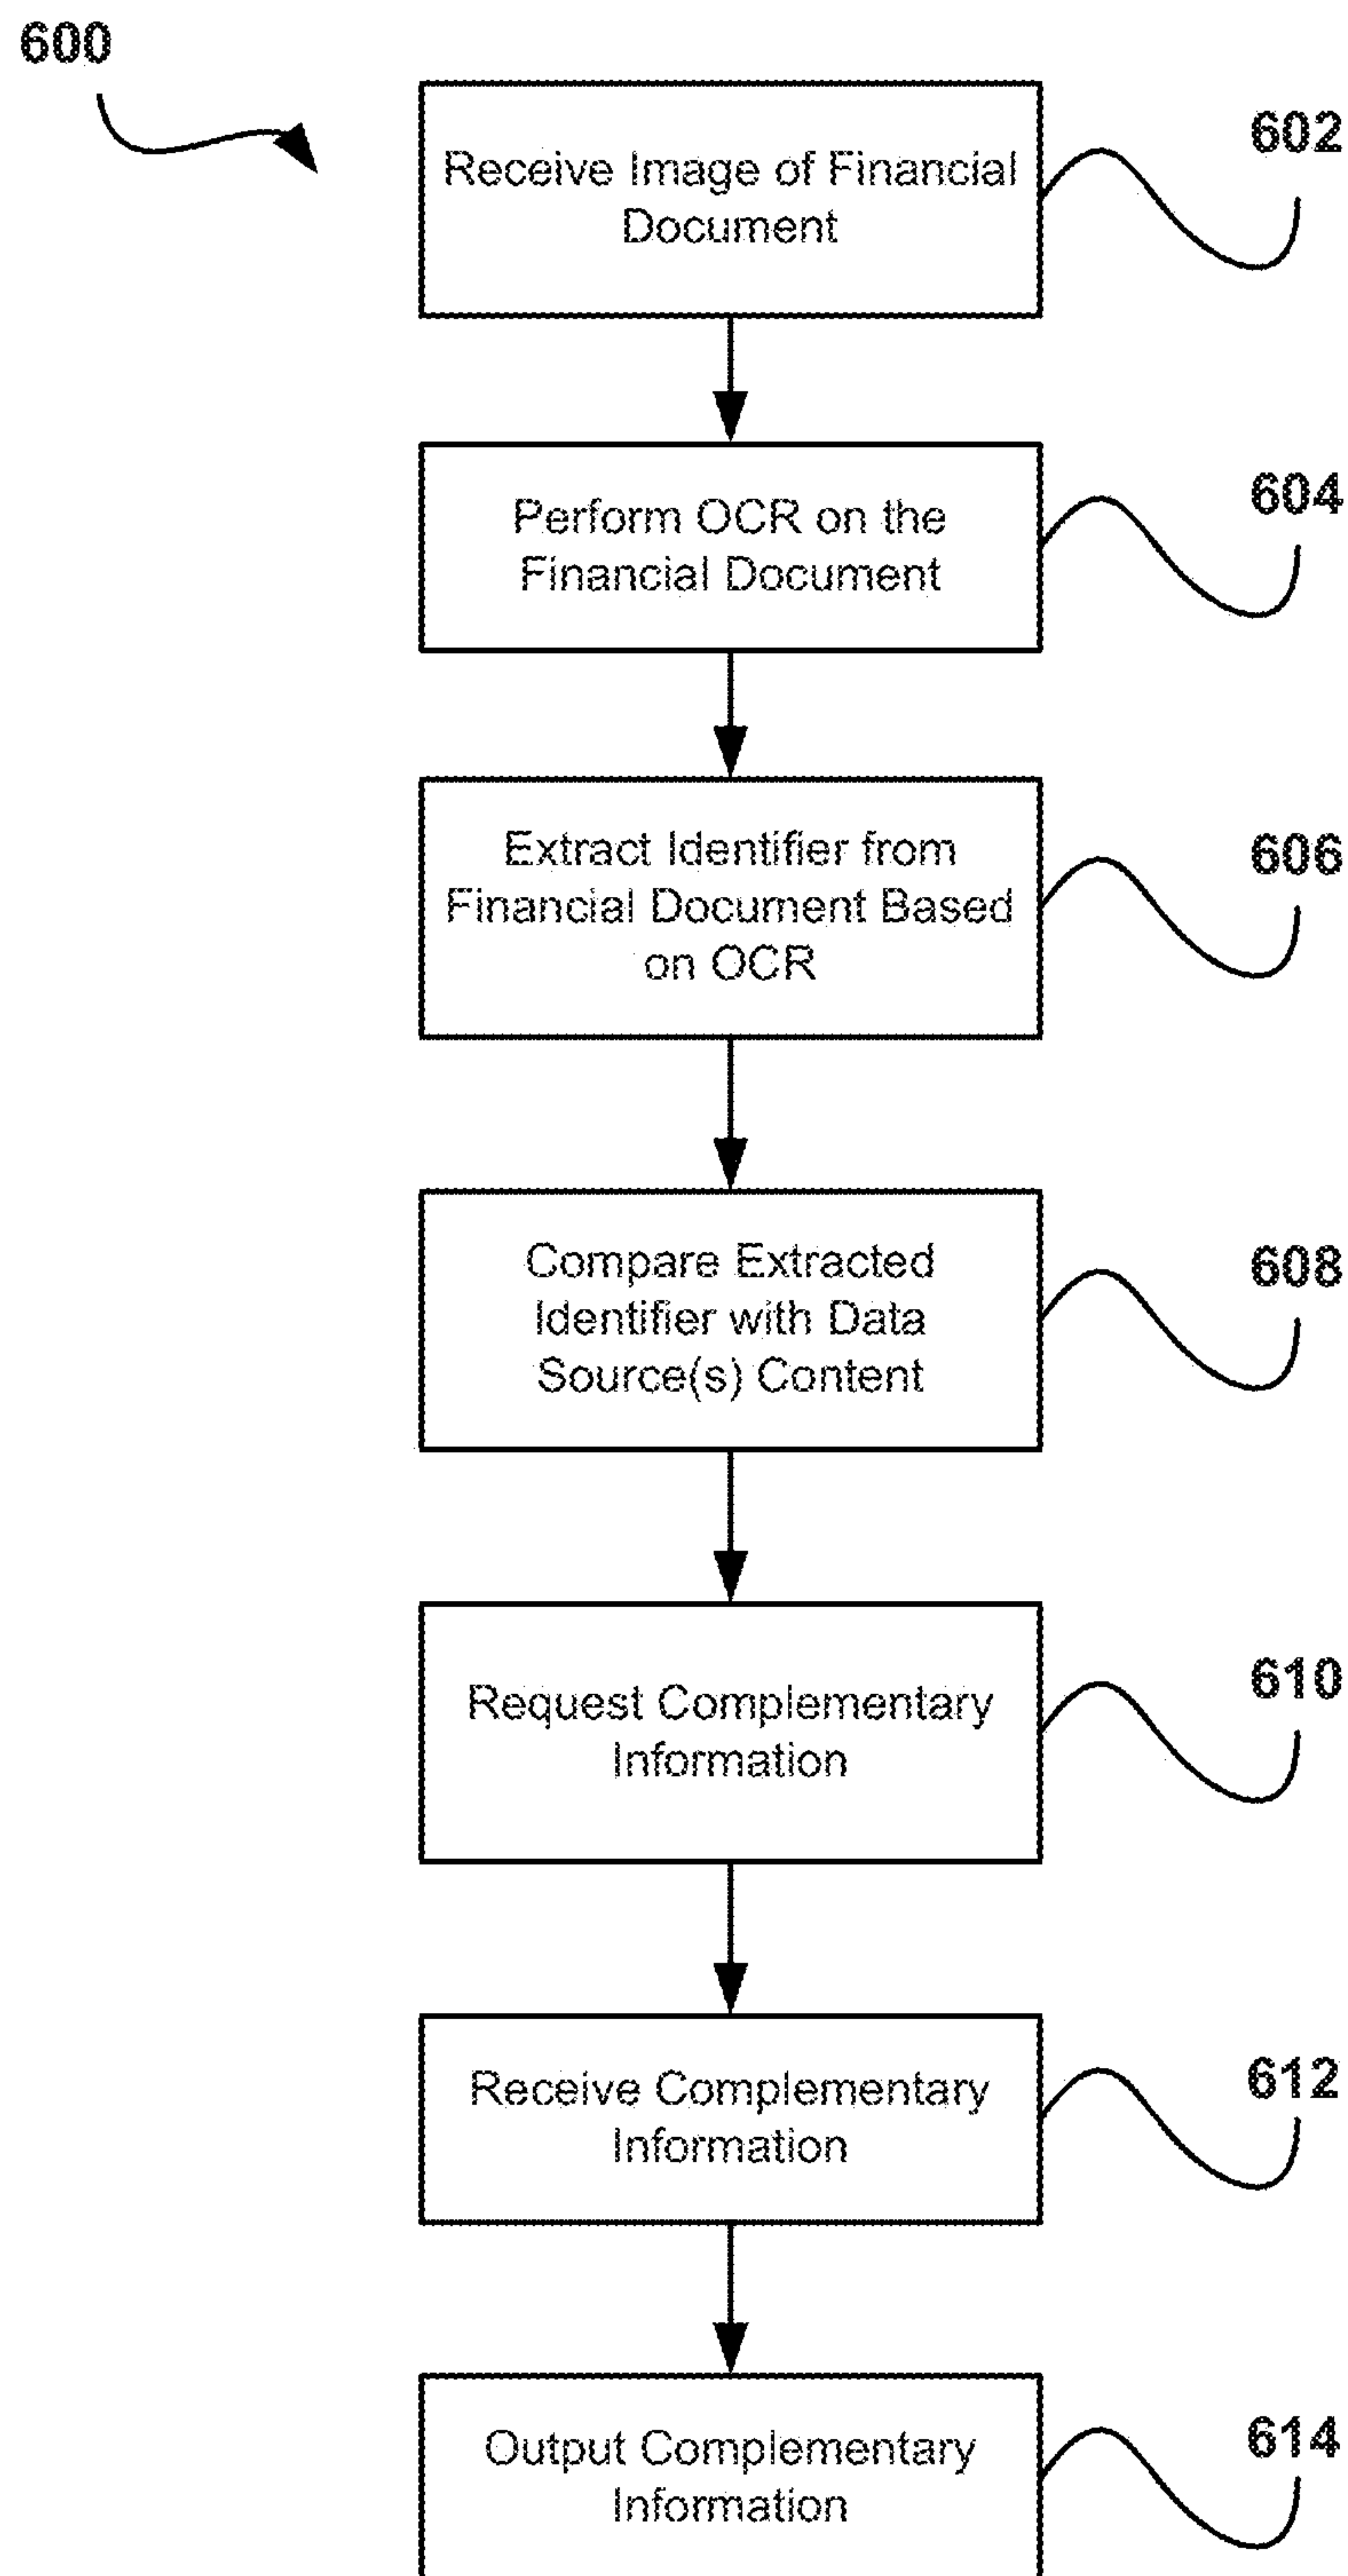 600
Receive Image of Financial
Document
602
Perform OCR on the
Financial Document
604
Extract Identifier from
Financial Document Based
on OCR
606
Compare Extracted
Identifier with Data
Source(s) Content
608
Request Complementary
Information
610
Receive Complementary
Information
612
Output Complementary
Information
614